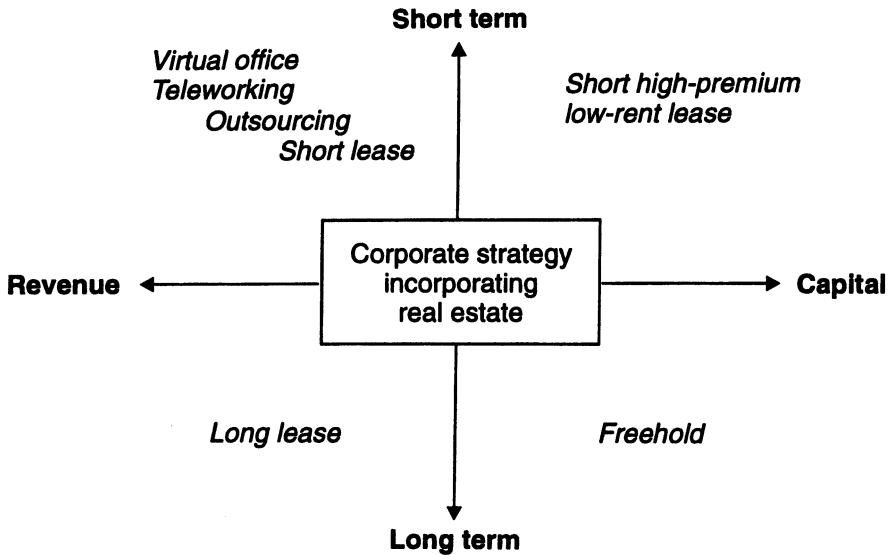 Short term
Virtual office
Teleworking
Outsourcing
Short lease
Short high-premium
low-rent lease
Corporate strategy
incorporating
real estate
Revenue
Capital
Long lease
Freehold
Long term